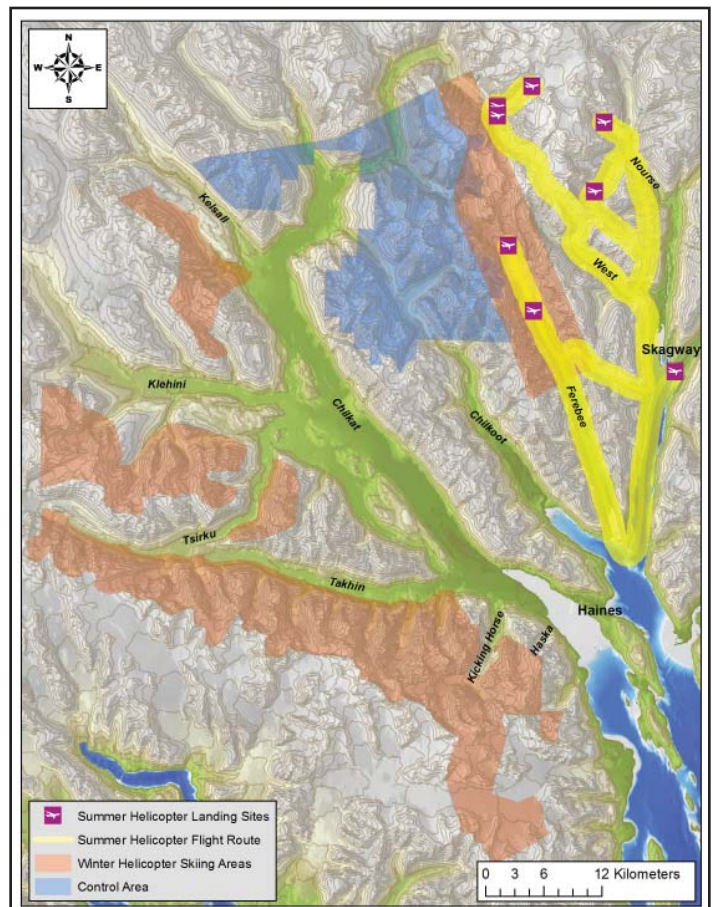 N
W E
S
Kelsall
Nourse
West
Skagway
Klehini
Chilkat
Chilkoot
Ferebee
Tsirku
Takhin
Kicking Horse
Haska
Haines
Summer Helicopter Landing Sites
Summer Helicopter Flight Route
Winter Helicopter Skiing Areas
Control Area
0 3 6 12 Kilometers